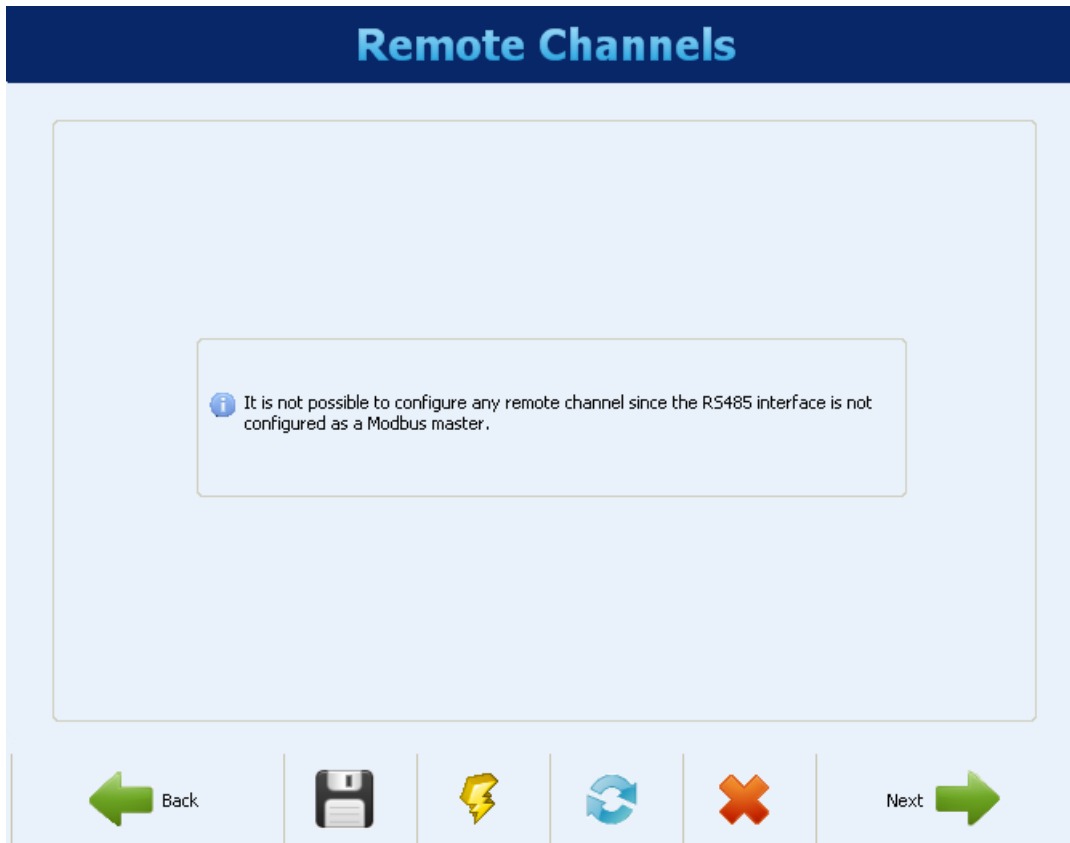 Remote Channels
It is not possible to configure any remote channel since the RS485 interface is not
configured as a Modbus master.
Back
Next